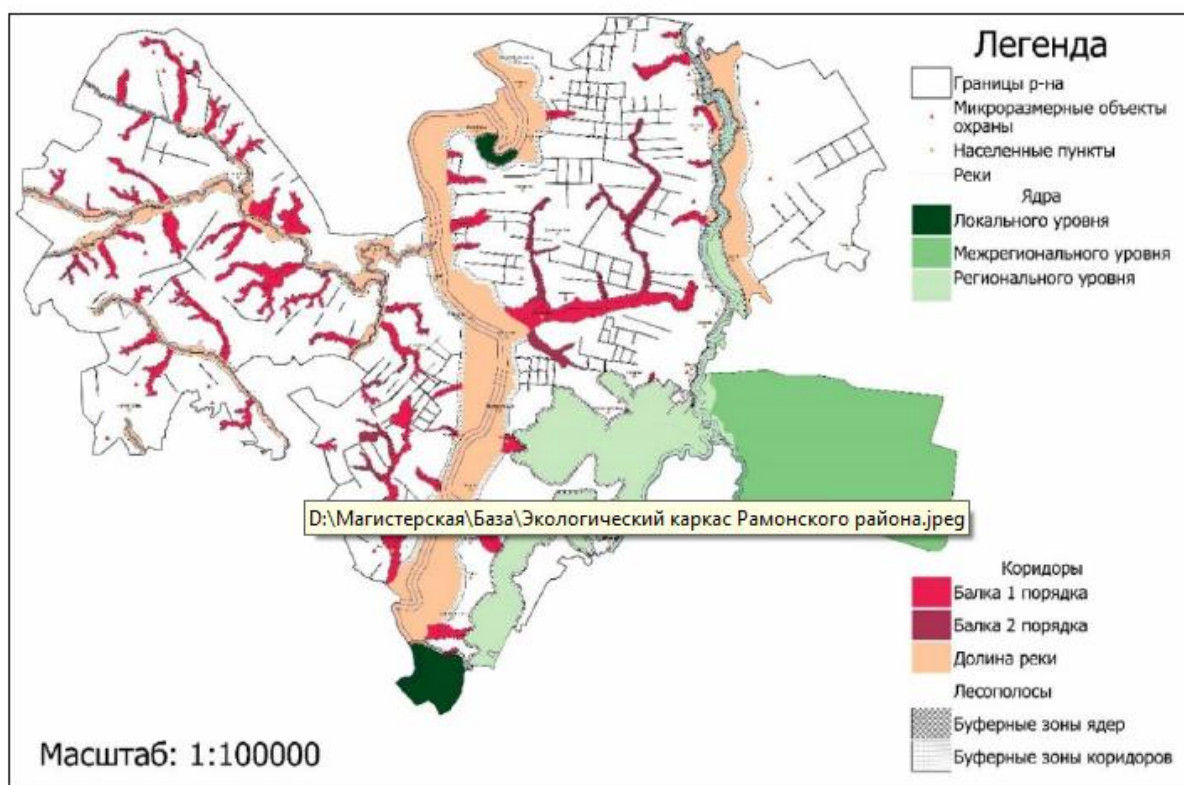 Легенда
Границы р-на
Микроразмерные объекты
охраны
Населенные пункты
Реки
Ядра
Локального уровня
Межрегионального уровня
Регионального уровня
D:\Магистерская\База\Экологический каркас Рамонского района.jpeg
Коридоры
Балка 1 порядка
Балка 2 порядка
Долина реки
Лесополосы
Буферные зоны ядер
Буферные зоны коридоров
Масштаб: 1:100000